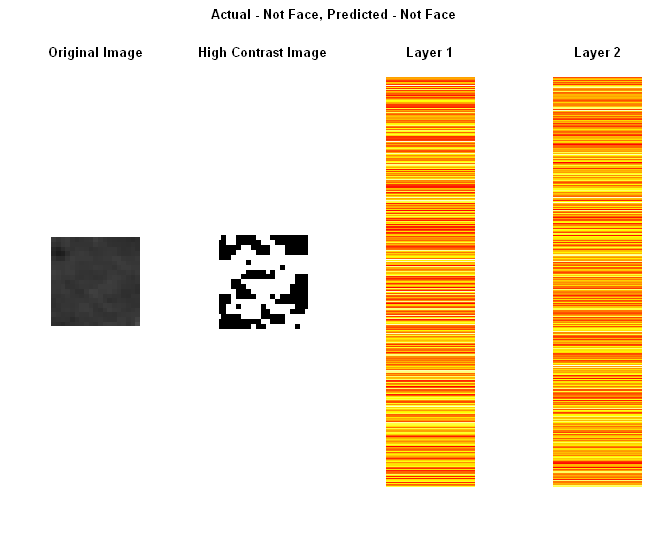 Actual - Not Face, Predicted - Not Face
Original Image
High Contrast Image
Layer 1
Layer 2